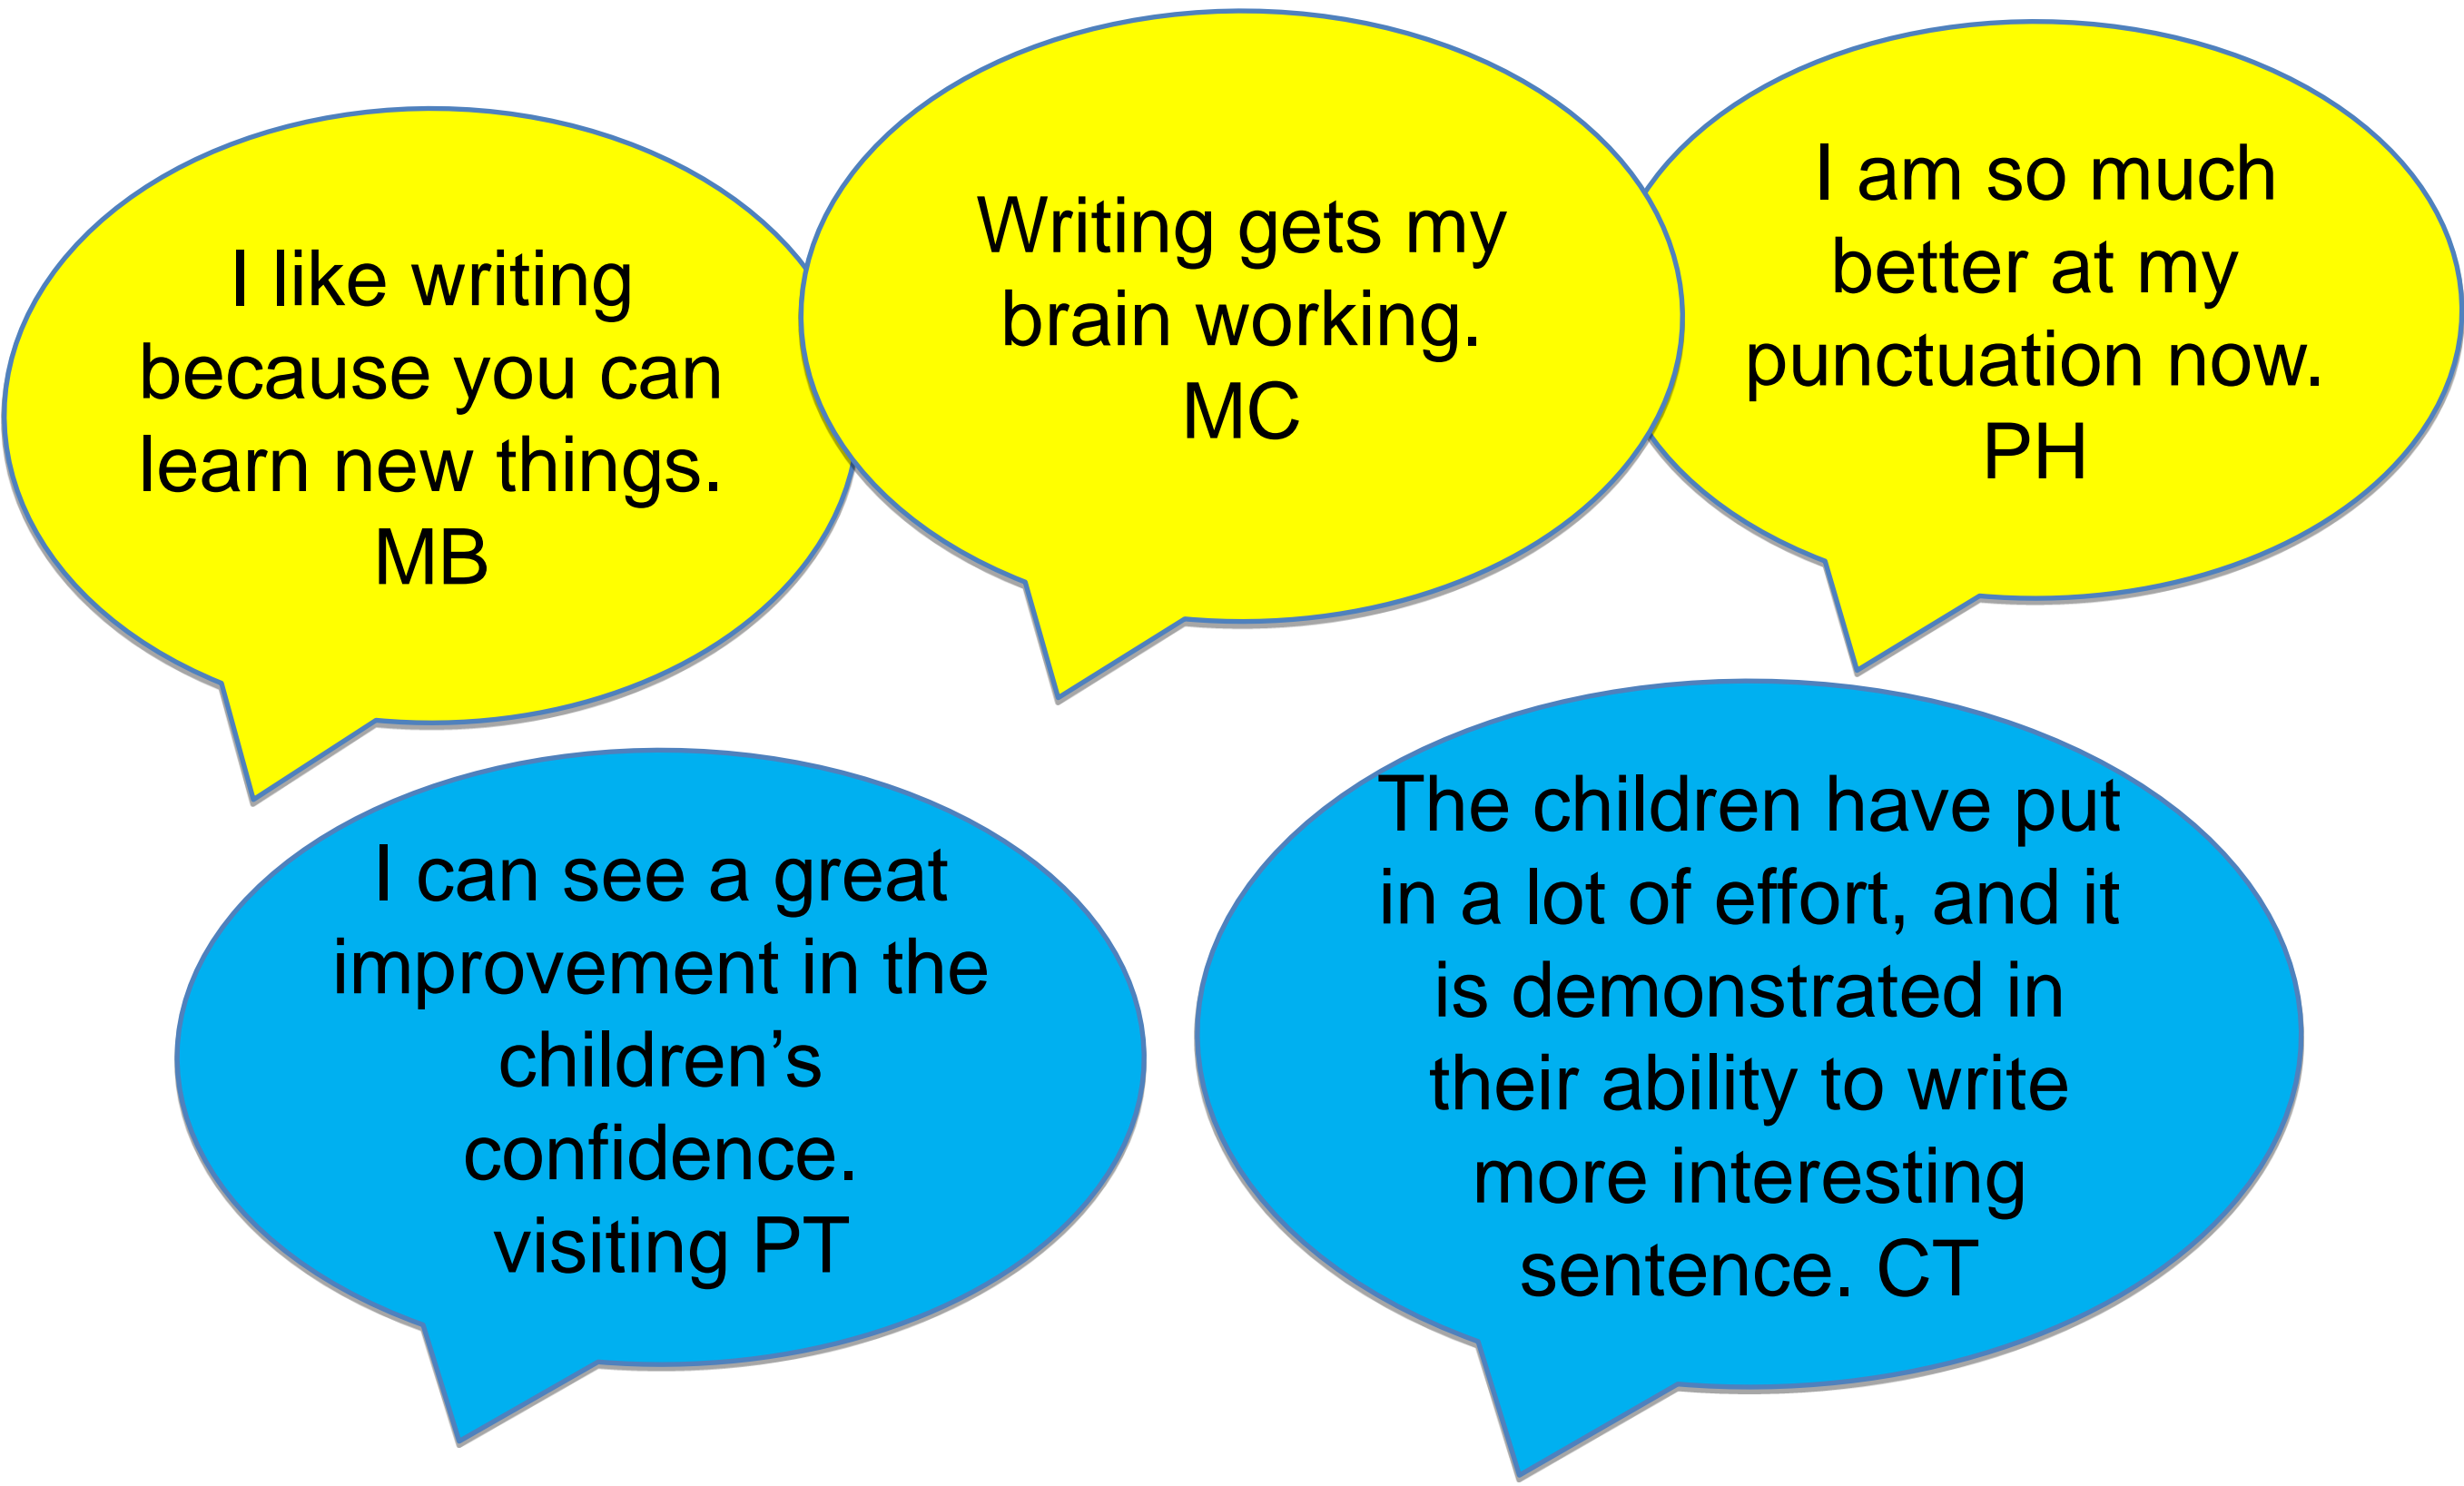 I like writing
because you can
learn new things.
MB
Writing gets my
brain working.
MC
I am so much
better at my
punctuation now.
PH
I can see a great
improvement in the
children’s
confidence.
visiting PT
The children have put
in a lot of effort, and it
is demonstrated in
their ability to write
more interesting
sentence. CT